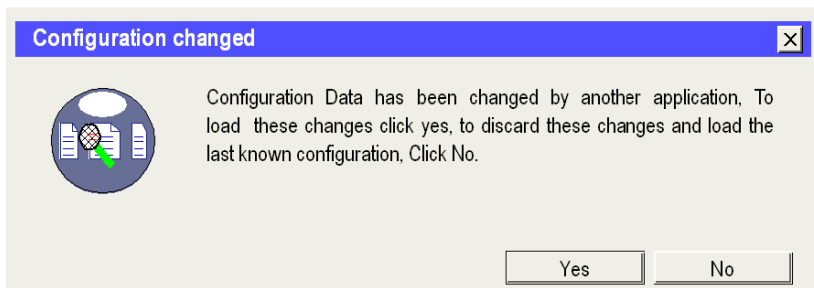 Configuration changed
Configuration Data has been changed by another application, To
load these changes click yes, to discard these changes and load the
last known configuration, Click No.
Yes No